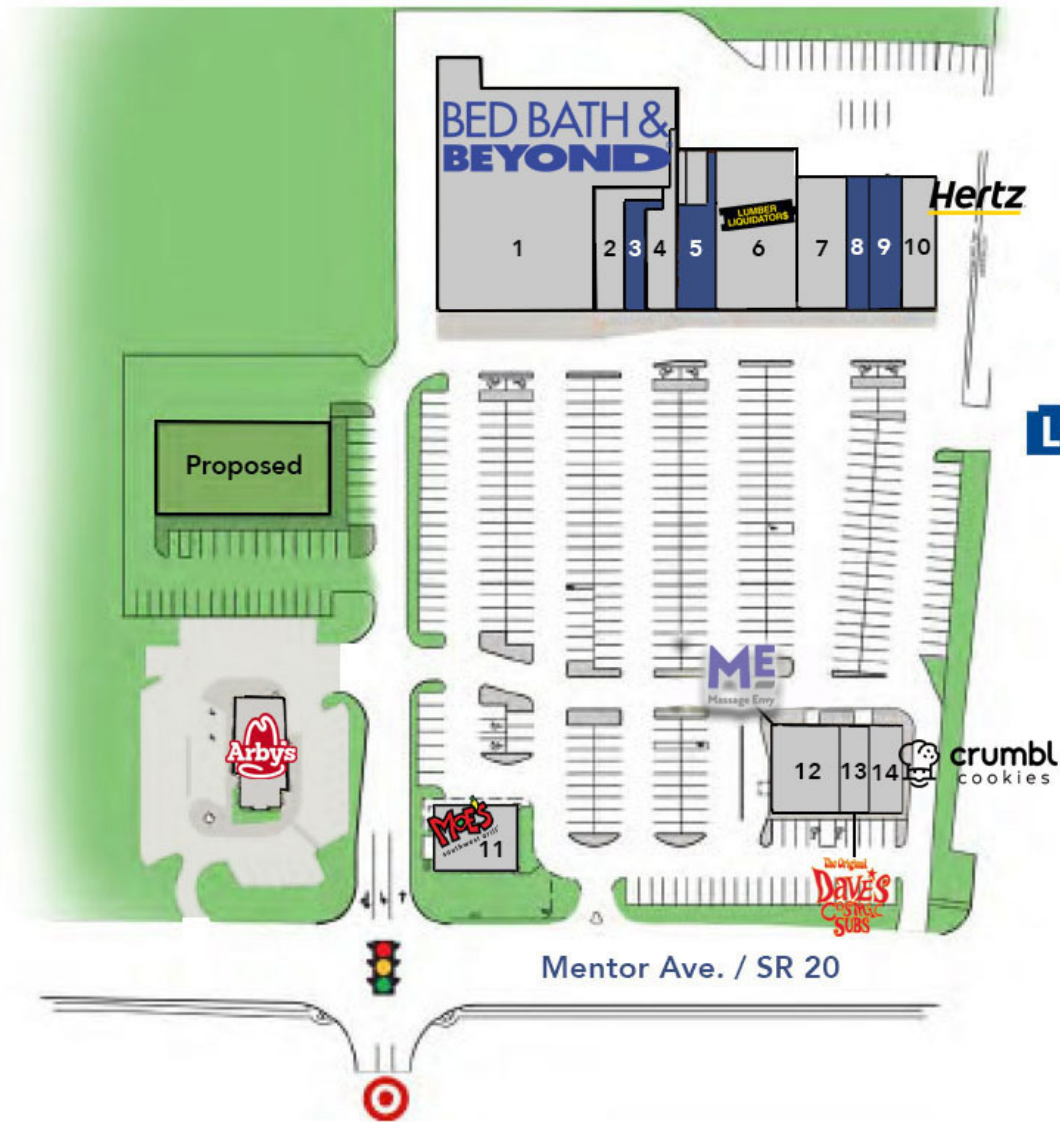 BED BATH &
BEYOND
Hertz
LUMBER
LIQUIDATORS
1
2
3
4
5
6
7
8
9
10
L
Proposed
ME
Massage Envy
Arby's
12
13
14
crumbl
cookies
MOE'S
southwest grill
11
The Original
DAVE'S
COSMIC
SUBS
Mentor Ave. / SR 20